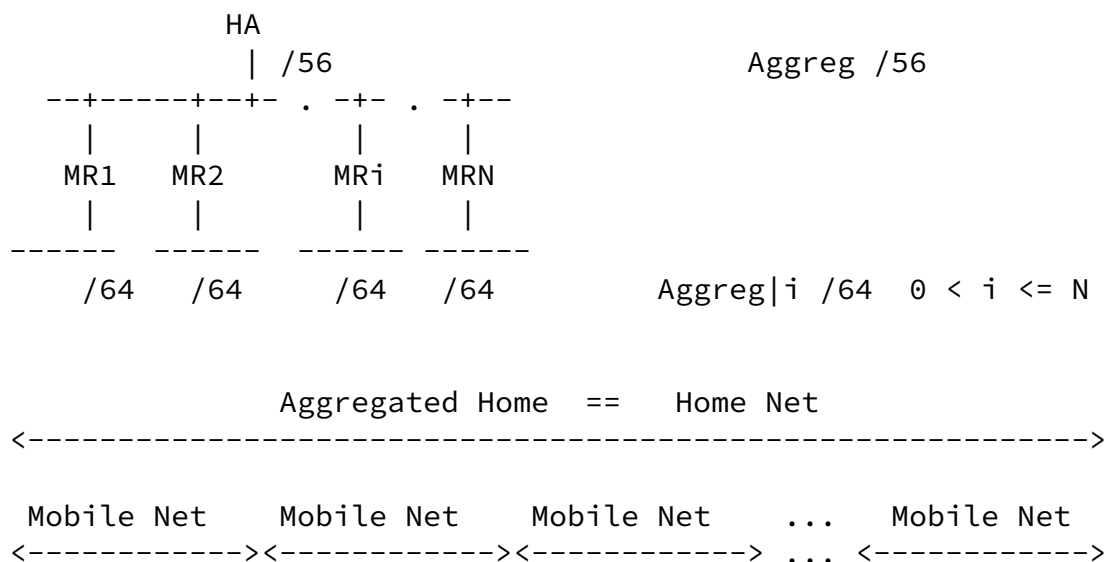 HA
| /56 Aggreg /56
--+-----+--+- . -+- . -+--
| | | |
MR1 MR2 MRi MRN
| | | |
------ ------ ------ ------
/64 /64 /64 /64 Aggreg|i /64 0 < i <= N
Aggregated Home == Home Net
<----------------------------------------------------------->
Mobile Net Mobile Net Mobile Net ... Mobile Net
<------------><------------><------------> ... <------------>